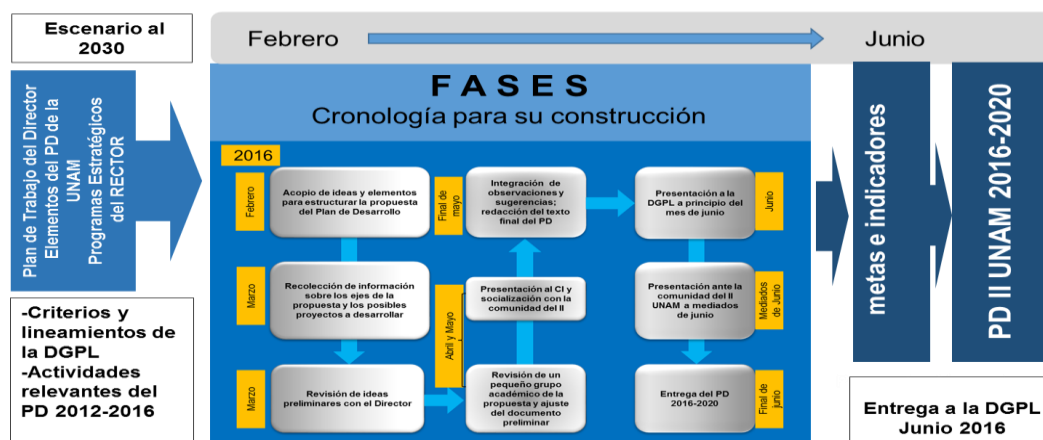 Escenario al
2030
Febrero
Junio
Plan de Trabajo del Director
Elementos del PD de la
UNAM
Programas Estratégicos
del RECTOR
-Criterios y
lineamientos de
la DGPL
-Actividades
relevantes del
PD 2012-2016
F A S E S
Cronología para su construcción
2016
Febrero
Acopio de ideas y elementos
para estructurar la propuesta
del Plan de Desarrollo
Marzo
Recolección de información
sobre los ejes de la
propuesta y los posibles
proyectos a desarrollar
Marzo
Revisión de ideas
preliminares con el Director
Abril y Mayo
Revisión de un
pequeño grupo
académico de la
propuesta y ajuste
del documento
preliminar
Presentación al CI y
socialización con la
comunidad del II
Final de
mayo
Integración de
observaciones y
sugerencias;
redacción del texto
final del PD
Presentación a la
DGPL a principio del
mes de junio
Junio
Presentación ante la
comunidad del II
UNAM a mediados
de junio
Mediados
de Junio
Entrega del PD
2016-2020
Final de
junio
metas e indicadores
PD II UNAM 2016-2020
Entrega a la DGPL
Junio 2016